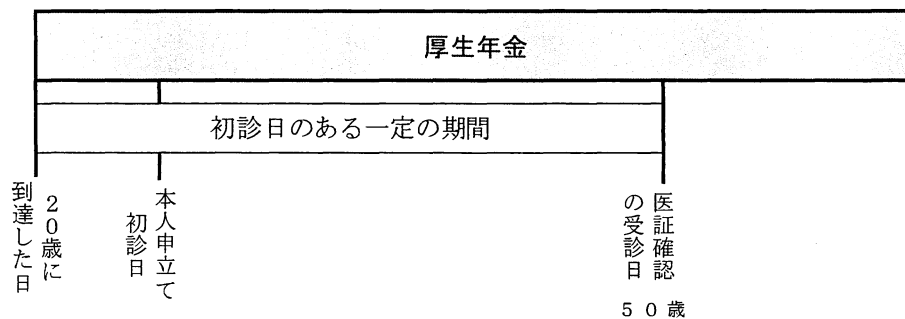 厚生年金
初診日のある一定の期間
20歳に
到達した日
本人申立て
初診日
医証確認
の受診日
50歳